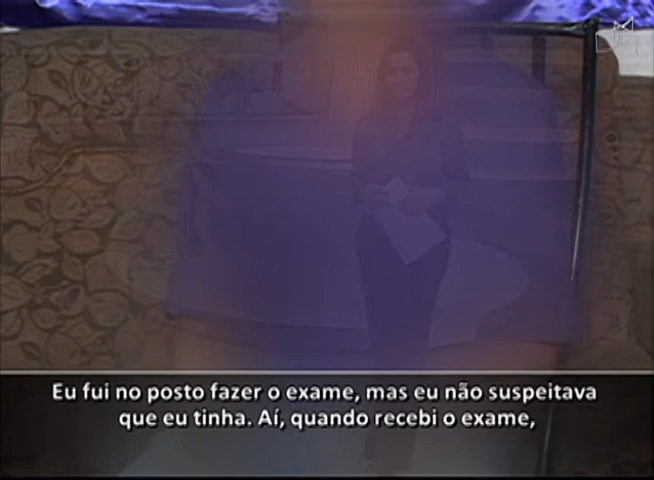 Eu fui no posto fazer o exame, mas eu não suspeitava
que eu tinha. Aí, quando recebi o exame,